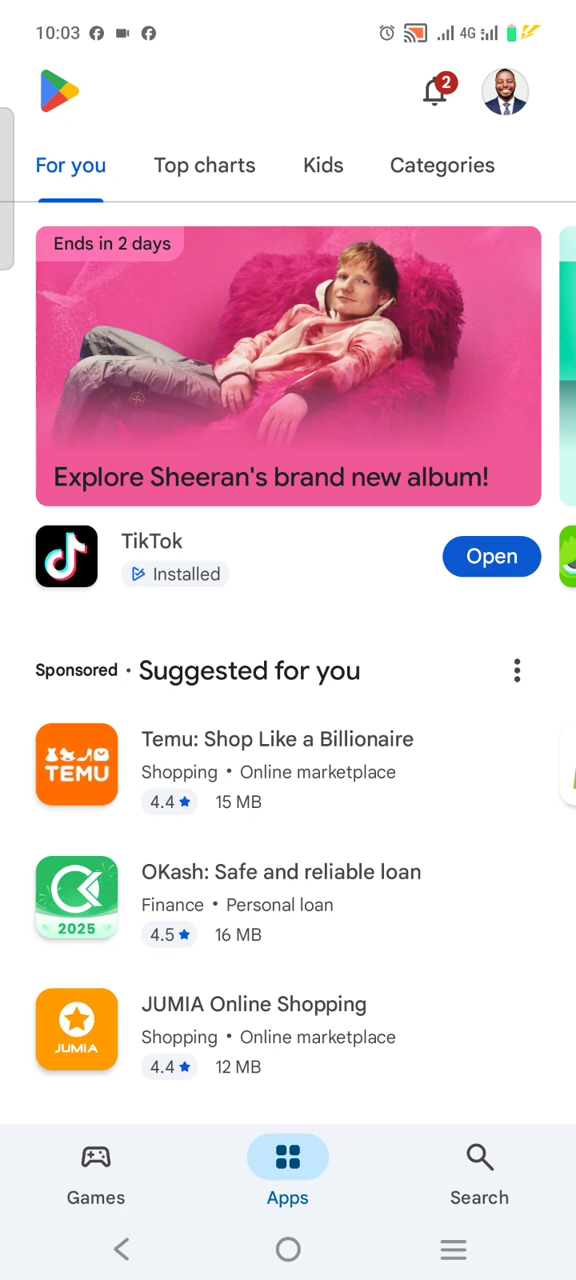 10:03
4G
2
For you
Top charts
Kids
Categories
Ends in 2 days
Explore Sheeran's brand new album!
TikTok
Installed
Open
Sponsored • Suggested for you
TEMU
Temu: Shop Like a Billionaire
Shopping • Online marketplace
4.4 ★ 15 MB
2025
OKash: Safe and reliable loan
Finance • Personal loan
4.5 ★ 16 MB
JUMIA
JUMIA Online Shopping
Shopping • Online marketplace
4.4 ★ 12 MB
Games
Apps
Search